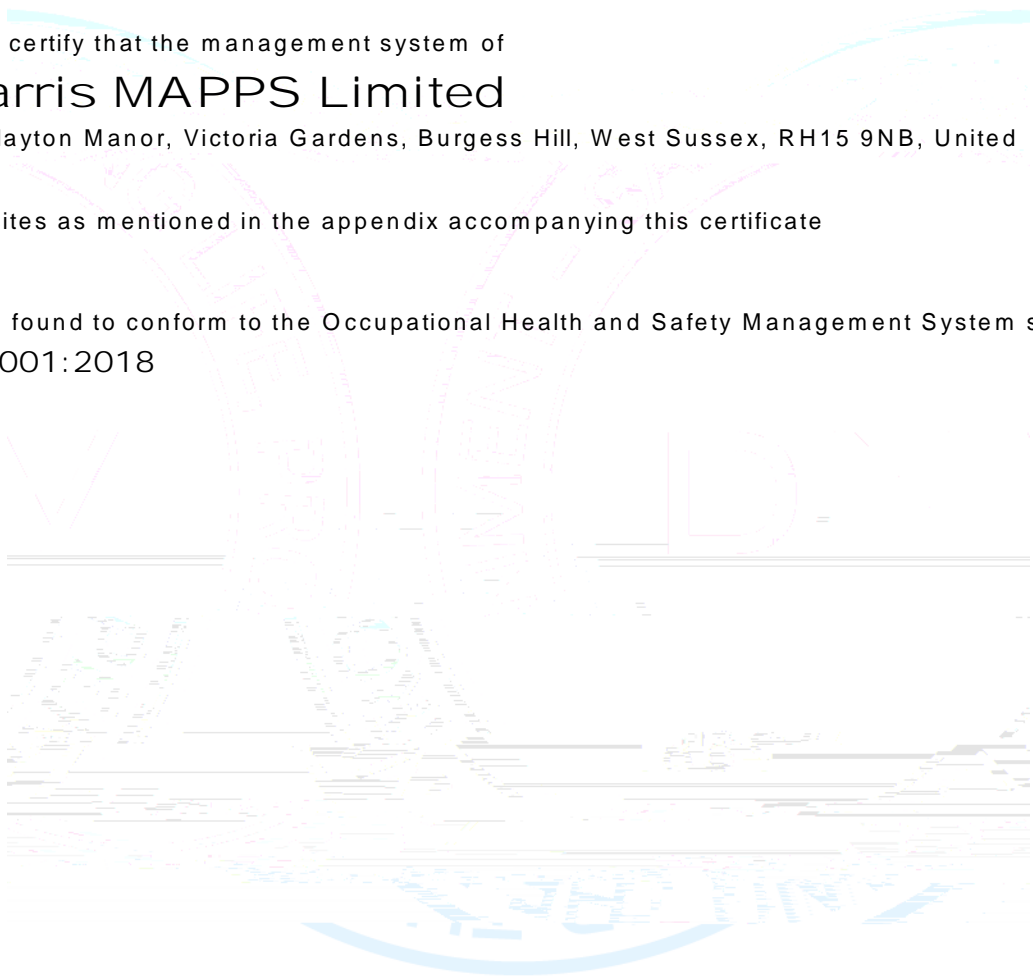 certify that the management system of
arris MAPPS Limited
layton Manor, Victoria Gardens, Burgess Hill, West Sussex, RH15 9NB, United
ites as mentioned in the appendix accompanying this certificate
found to conform to the Occupational Health and Safety Management System s
001:2018